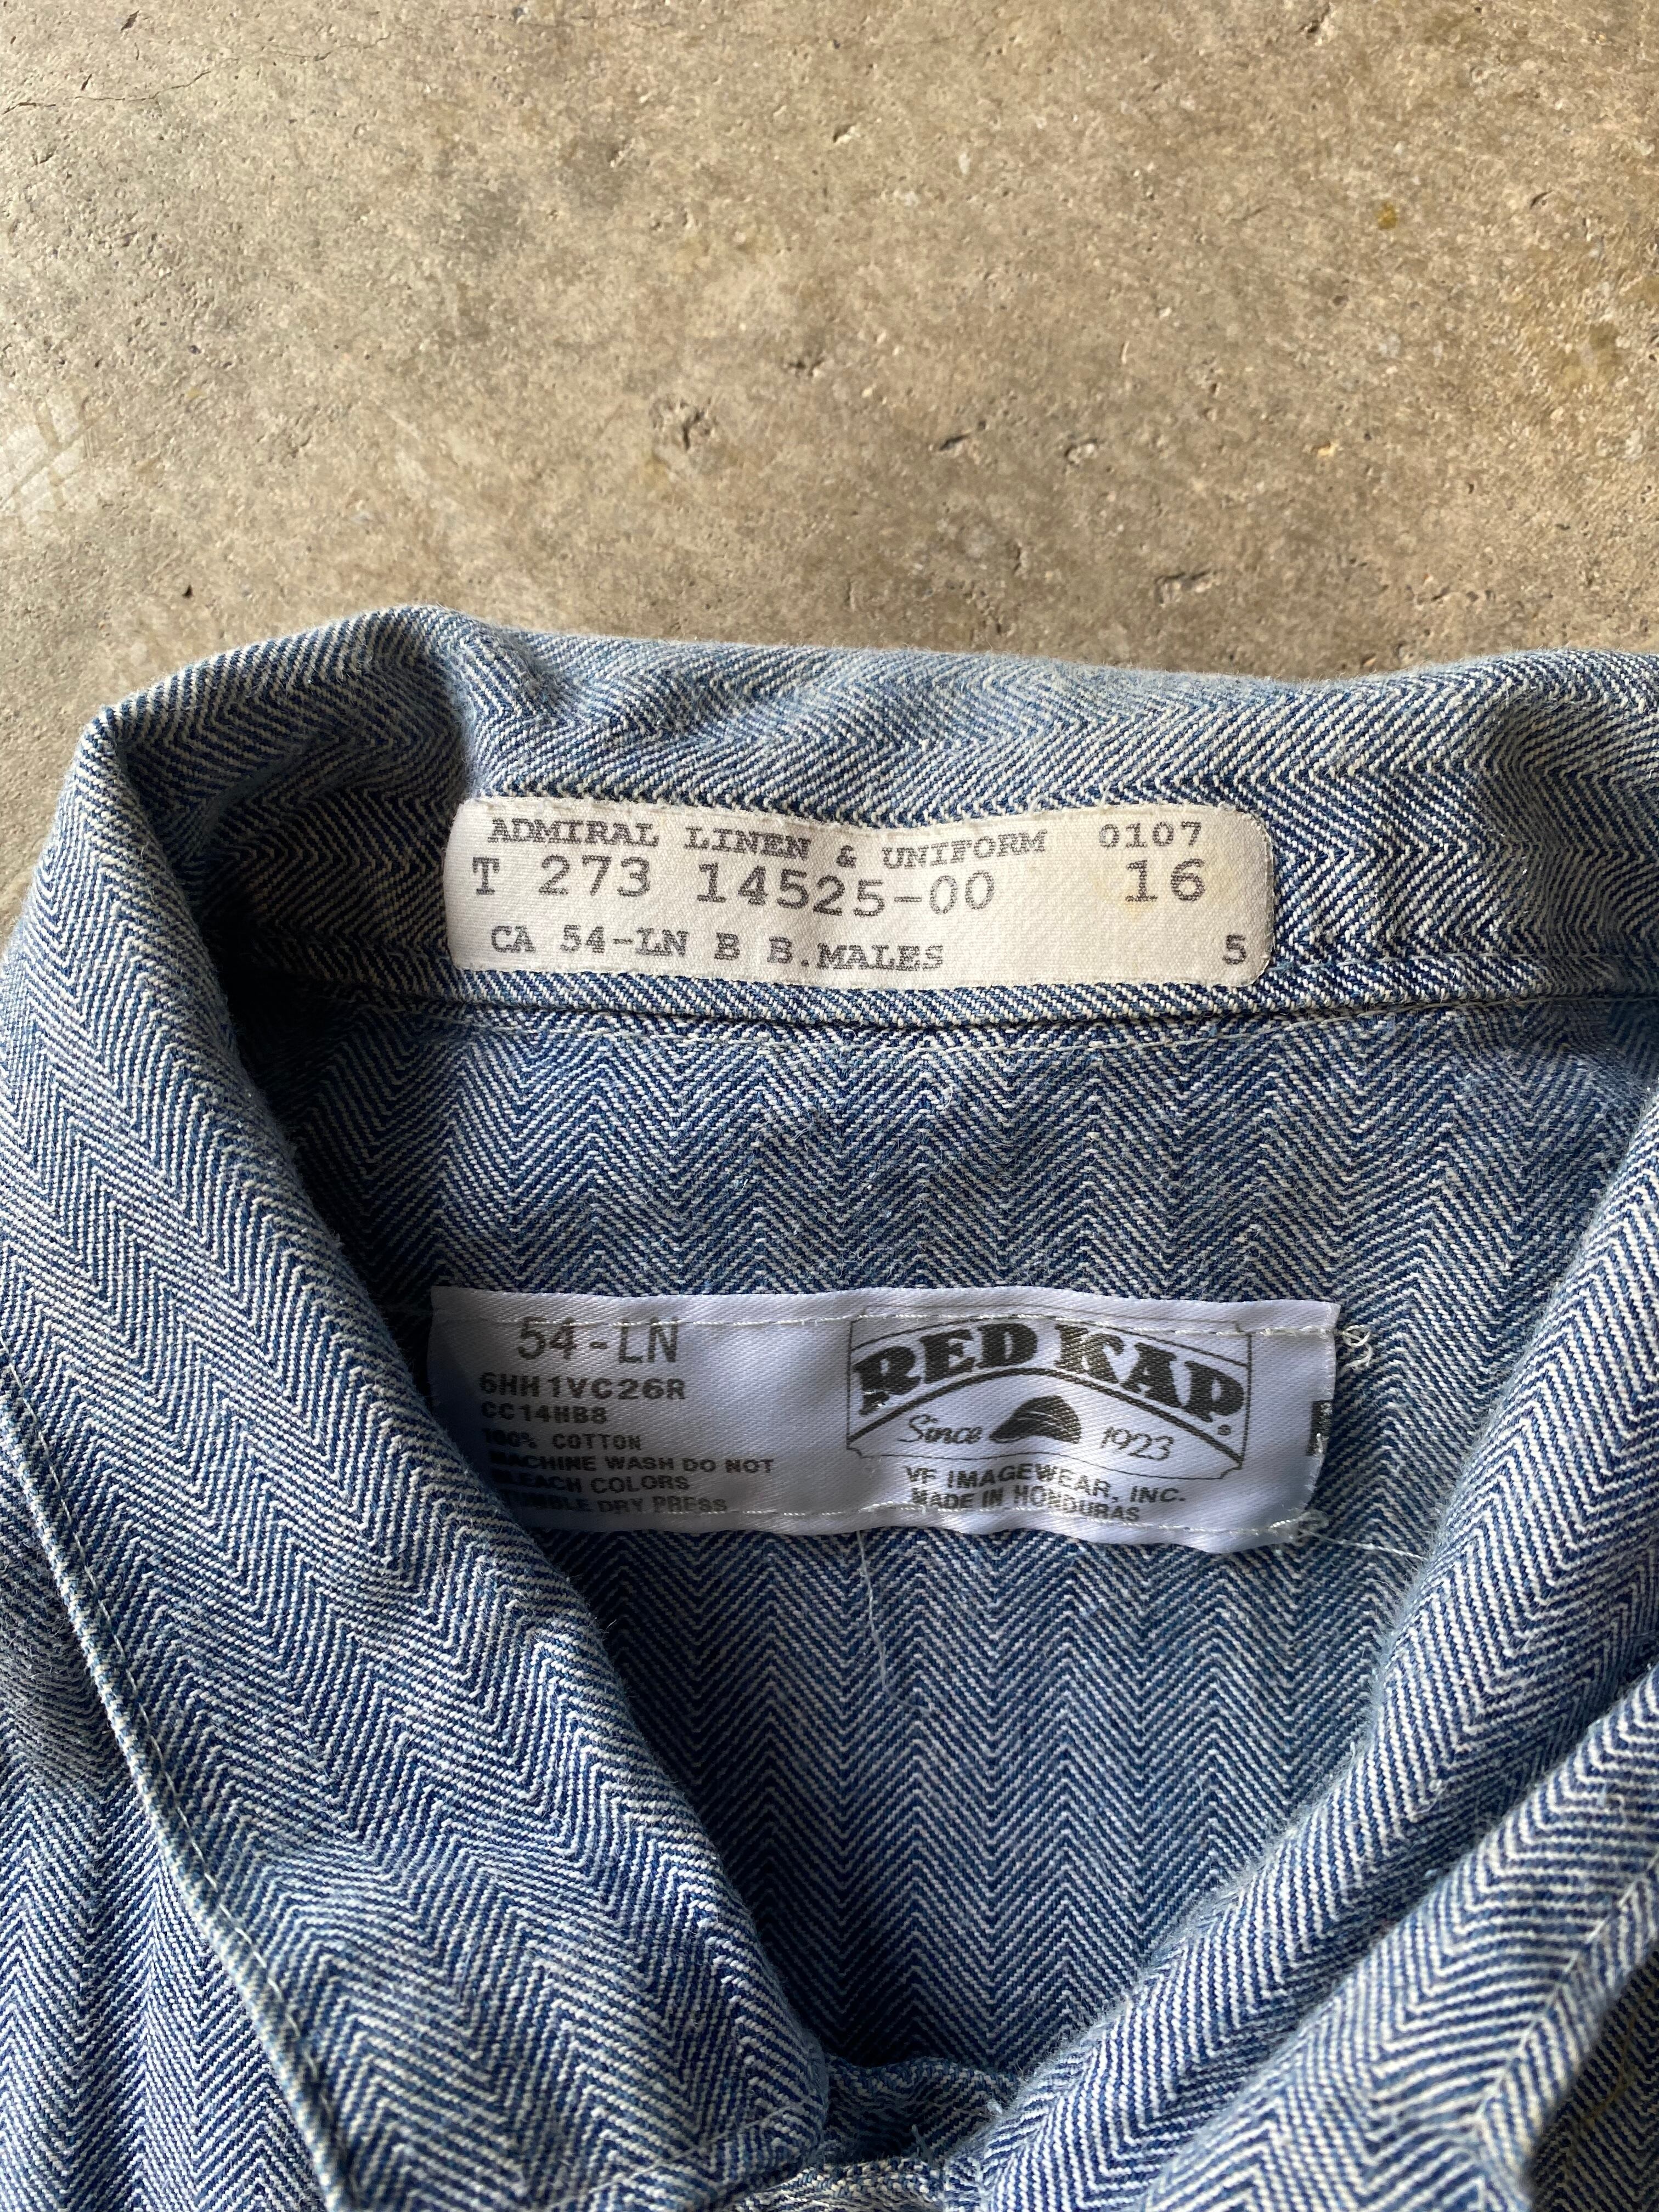 ADMIRAL LINEN & UNIFORM 0107
T 273 14525-00 16
CA 54-LN B B.MALES 5
54-LN
6HH1VC26R
CC14HB8
100% COTTON
MACHINE WASH DO NOT
BLEACH COLORS
TUMBLE DRY PRESS
RED KAP®
Since 1923
VF IMAGEWEAR, INC.
MADE IN HONDURAS